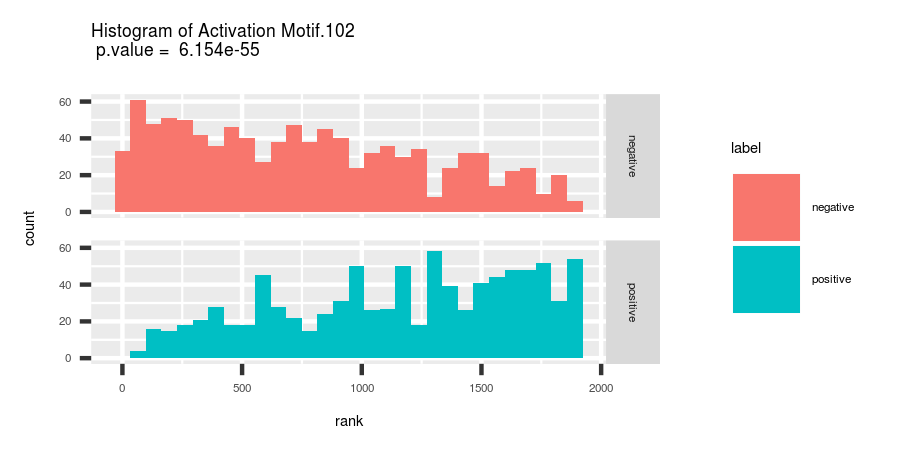 Histogram of Activation Motif.102
p.value =  6.154e-55
count
60
40
20
0
negative
60
40
20
0
positive
0 500 1000 1500 2000
rank
label
negative
positive